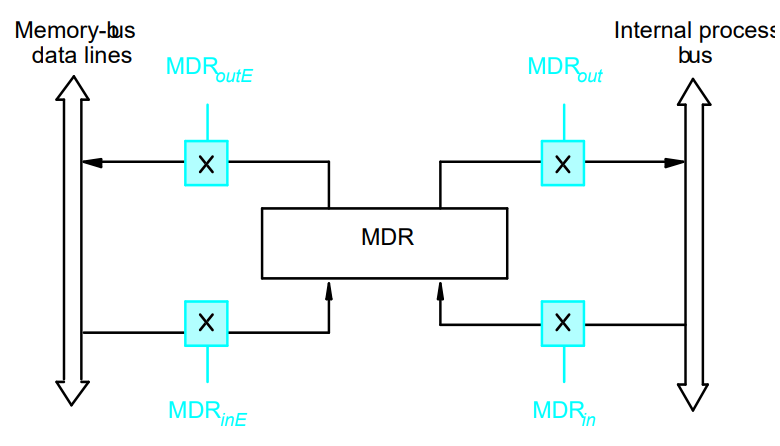 Memory-bus
data lines
Internal process
bus
MDRoutE
MDRout
X
X
MDR
X
X
MDRinE
MDRin